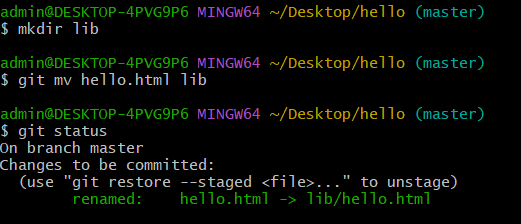 admin@DESKTOP-4PVG9P6 MINGW64 ~/Desktop/hello (master)
$ mkdir lib
admin@DESKTOP-4PVG9P6 MINGW64 ~/Desktop/hello (master)
$ git mv hello.html lib
admin@DESKTOP-4PVG9P6 MINGW64 ~/Desktop/hello (master)
$ git status
On branch master
Changes to be committed:
  (use "git restore --staged <file>..." to unstage)
        renamed:    hello.html -> lib/hello.html